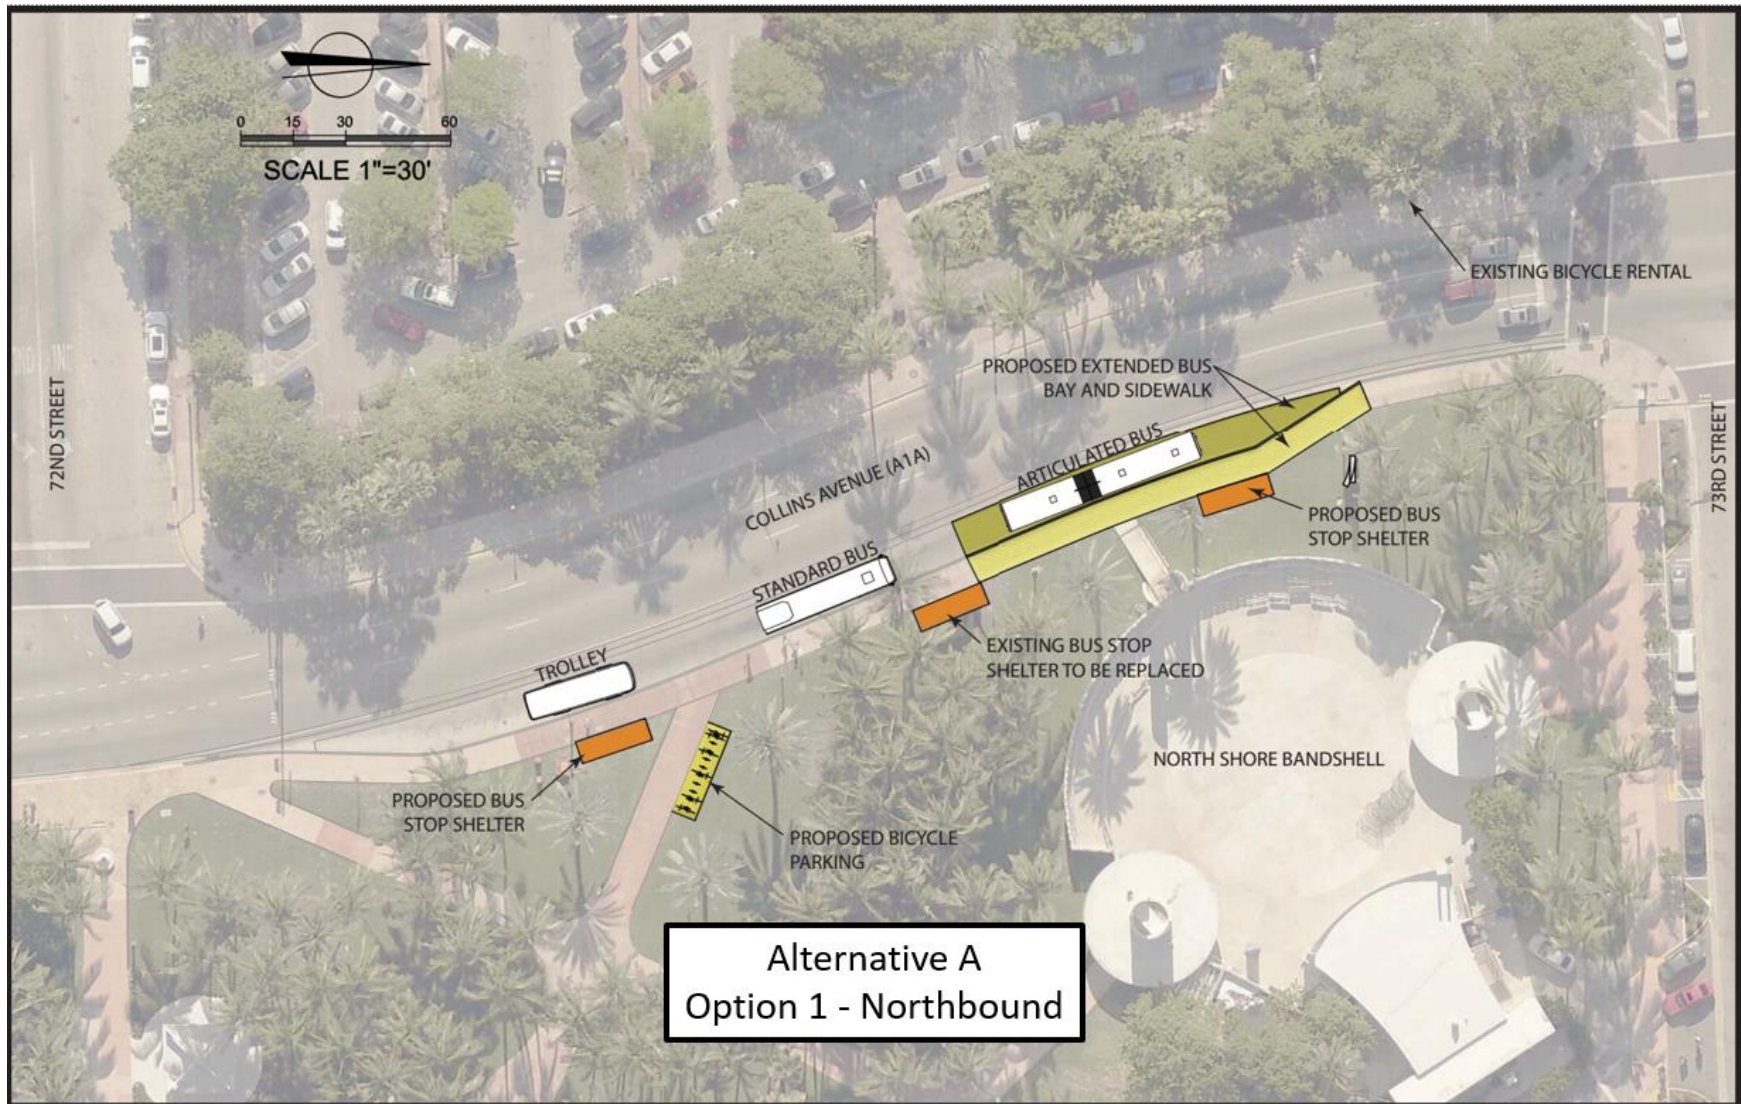 0 15 30 60
SCALE 1"=30'
EXISTING BICYCLE RENTAL
PROPOSED EXTENDED BUS
BAY AND SIDEWALK
72ND STREET
73RD STREET
COLLINS AVENUE (A1A)
ARTICULATED BUS
PROPOSED BUS
STOP SHELTER
STANDARD BUS
EXISTING BUS STOP
SHELTER TO BE REPLACED
TROLLEY
NORTH SHORE BANDSHELL
PROPOSED BUS
STOP SHELTER
PROPOSED BICYCLE
PARKING
Alternative A
Option 1 - Northbound